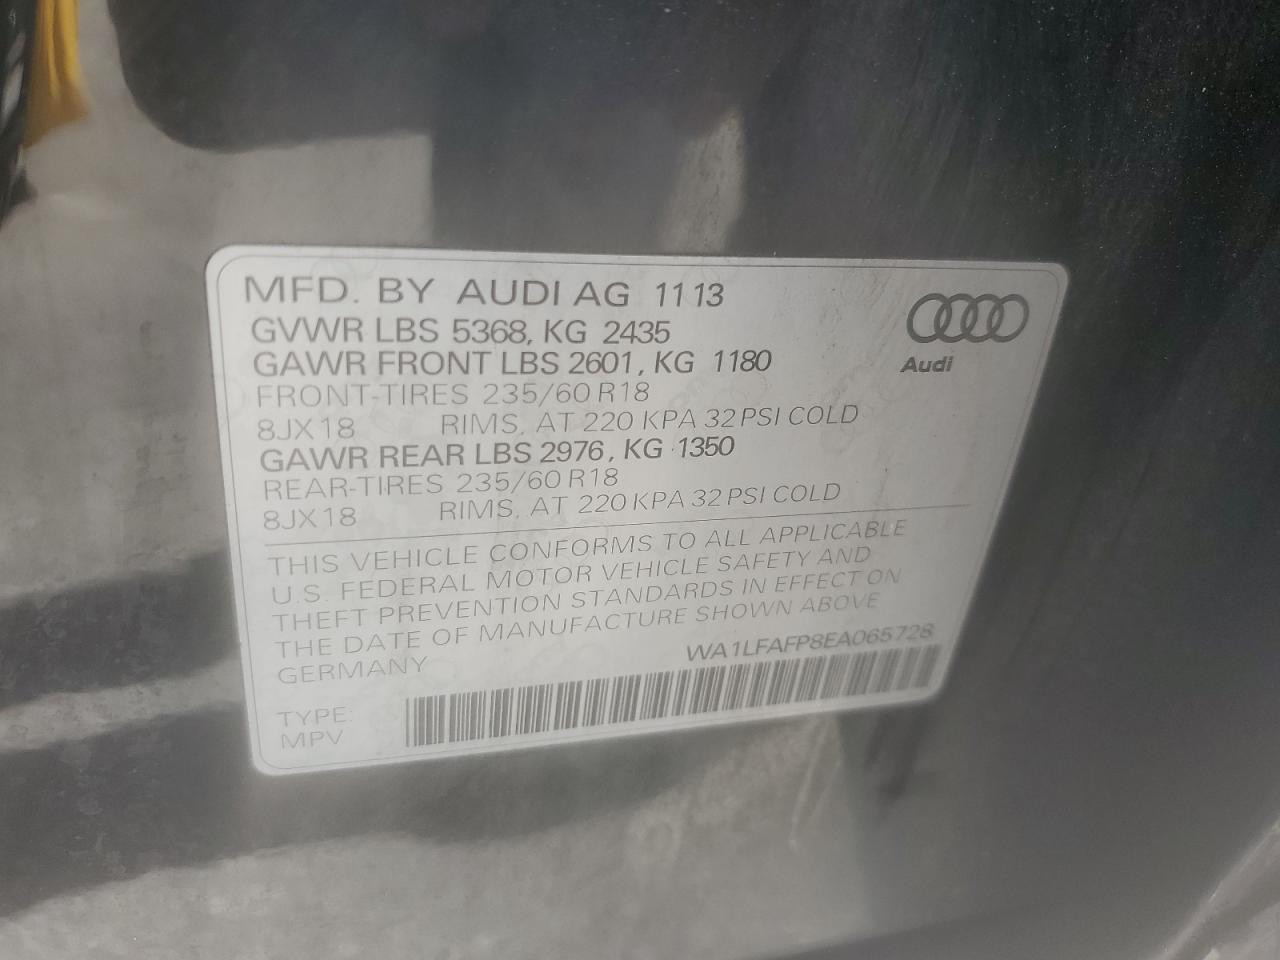 MFD. BY AUDI AG 11 13
GVWR LBS 5368, KG 2435
GAWR FRONT LBS 2601, KG 1180
FRONT-TIRES 235/60 R18
8JX18 RIMS, AT 220 KPA 32 PSI COLD
GAWR REAR LBS 2976, KG 1350
REAR-TIRES 235/60 R18
8JX18 RIMS, AT 220 KPA 32 PSI COLD
Audi
THIS VEHICLE CONFORMS TO ALL APPLICABLE
U.S. FEDERAL MOTOR VEHICLE SAFETY AND
THEFT PREVENTION STANDARDS IN EFFECT ON
THE DATE OF MANUFACTURE SHOWN ABOVE
GERMANY WA1LFAFP8EA065728
TYPE:
MPV